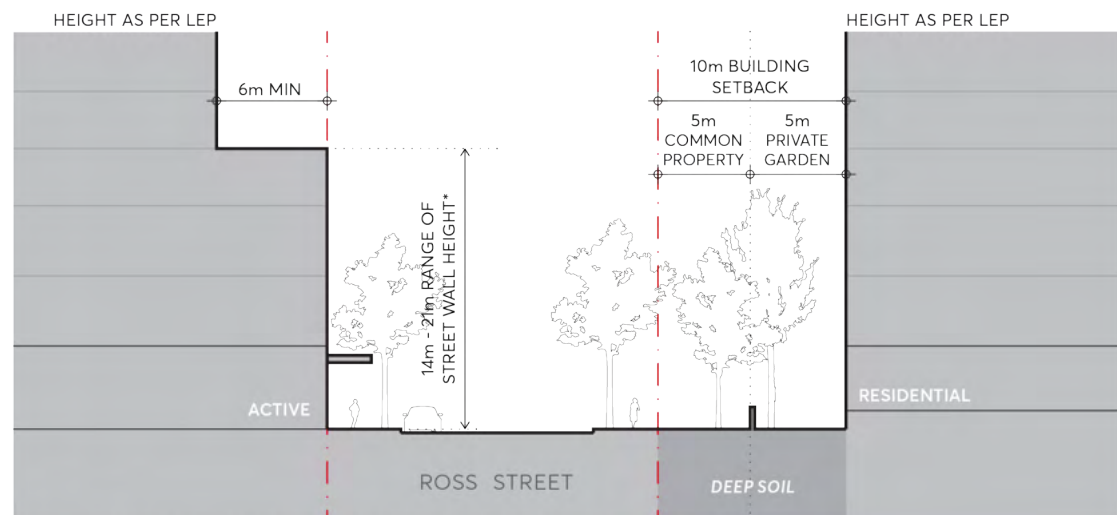 HEIGHT AS PER LEP
HEIGHT AS PER LEP
6m MIN
10m BUILDING
SETBACK
5m
COMMON
PROPERTY
5m
PRIVATE
GARDEN
14m - 21m RANGE OF
STREET WALL HEIGHT*
ACTIVE
RESIDENTIAL
ROSS STREET
DEEP SOIL